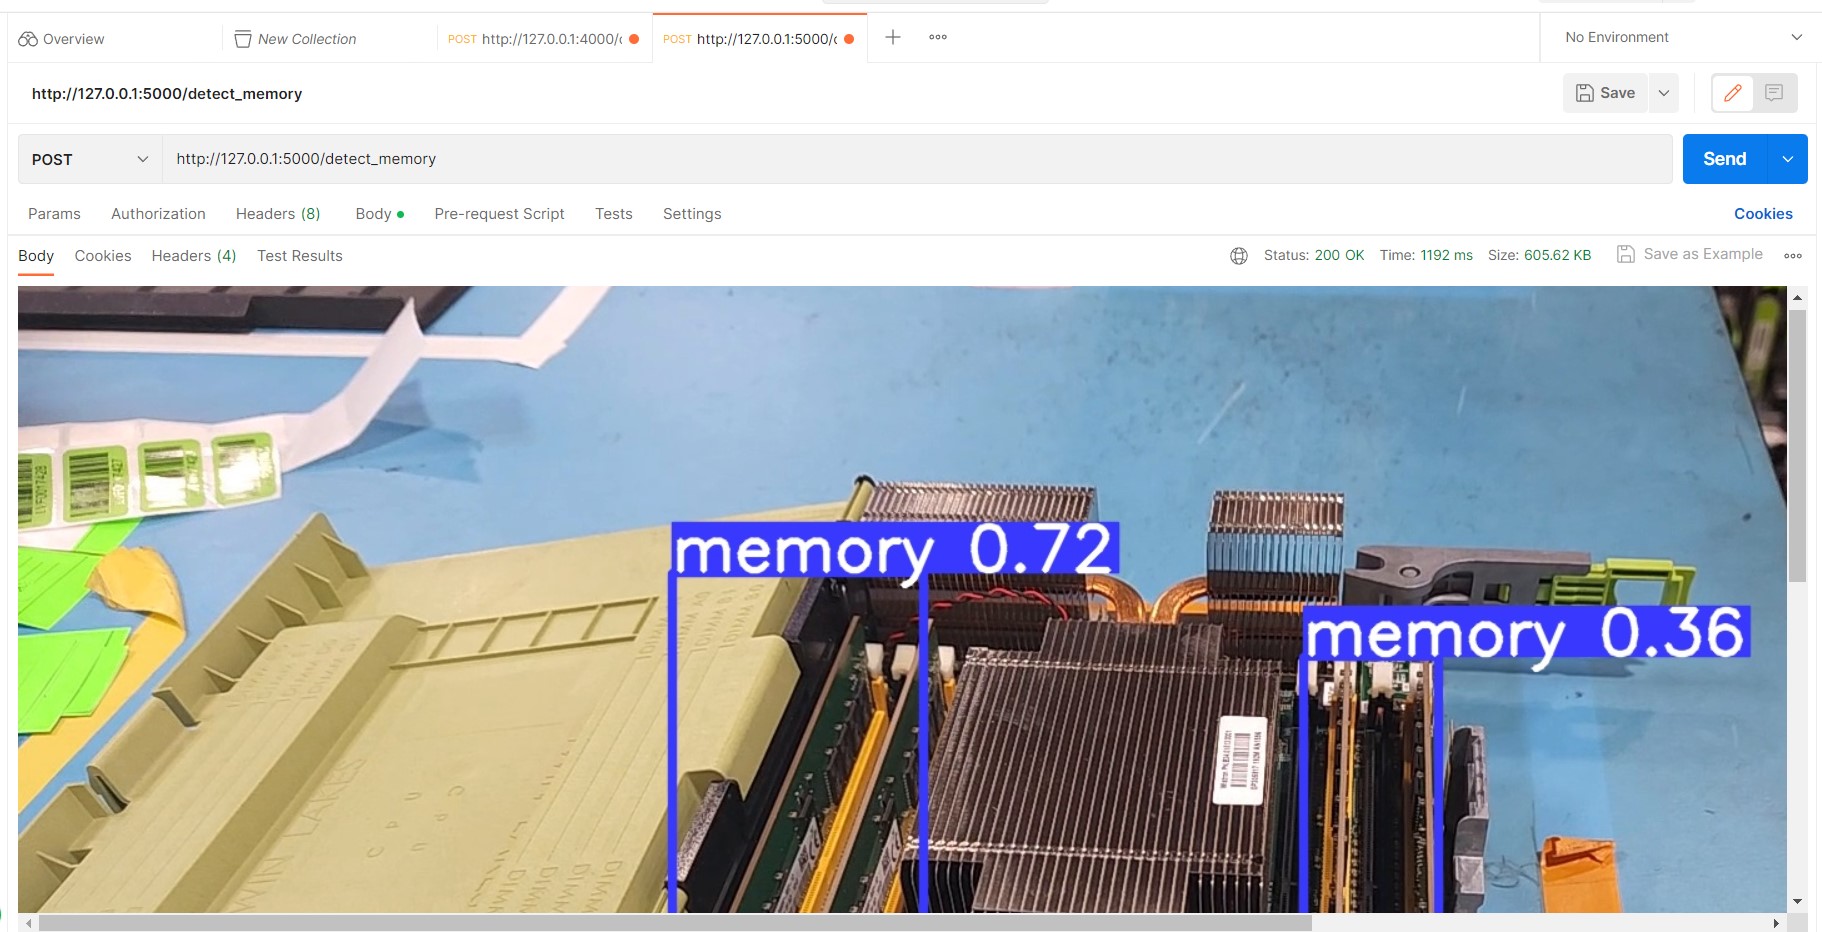 Overview
New Collection
POST http://127.0.0.1:4000/
POST http://127.0.0.1:5000/
No Environment
http://127.0.0.1:5000/detect_memory
Save
POST
http://127.0.0.1:5000/detect_memory
Send
Params
Authorization
Headers (8)
Body
Pre-request Script
Tests
Settings
Cookies
Body
Cookies
Headers (4)
Test Results
Status: 200 OK
Time: 1192 ms
Size: 605.62 KB
Save as Example
memory 0.72
memory 0.36